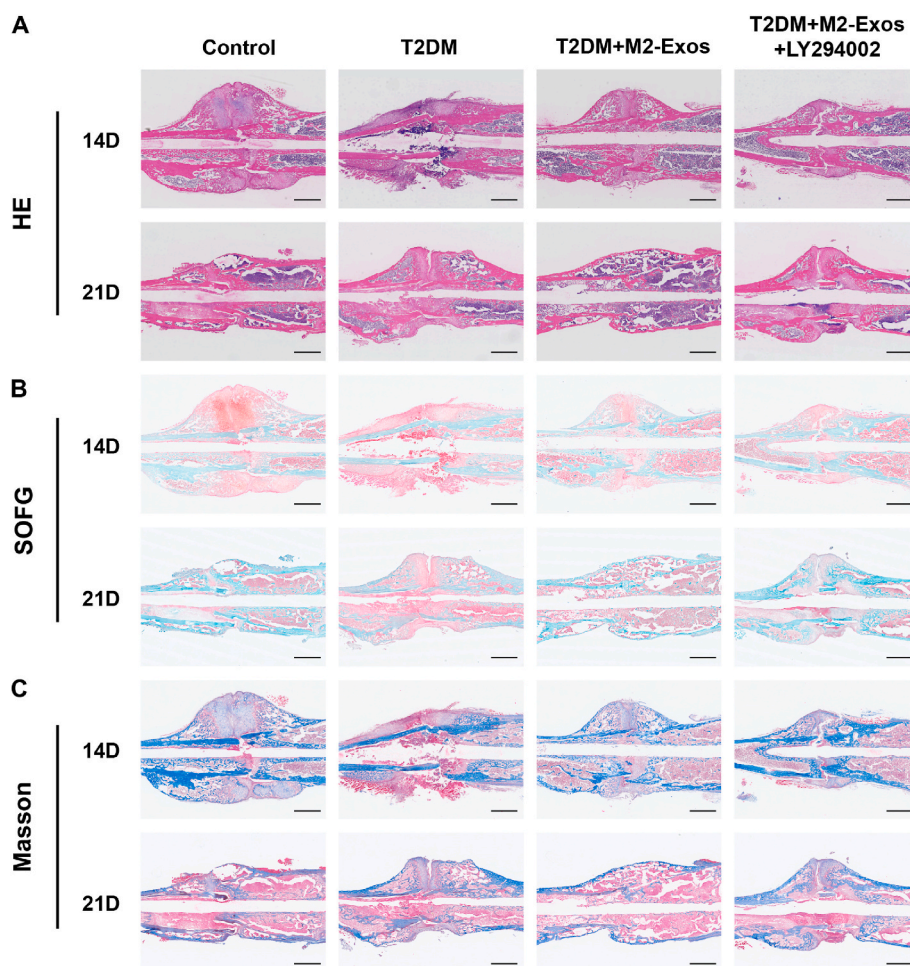 A
Control
T2DM
T2DM+M2-Exos
T2DM+M2-Exos
+LY294002
HE
14D
21D
B
SOFG
14D
21D
C
Masson
14D
21D